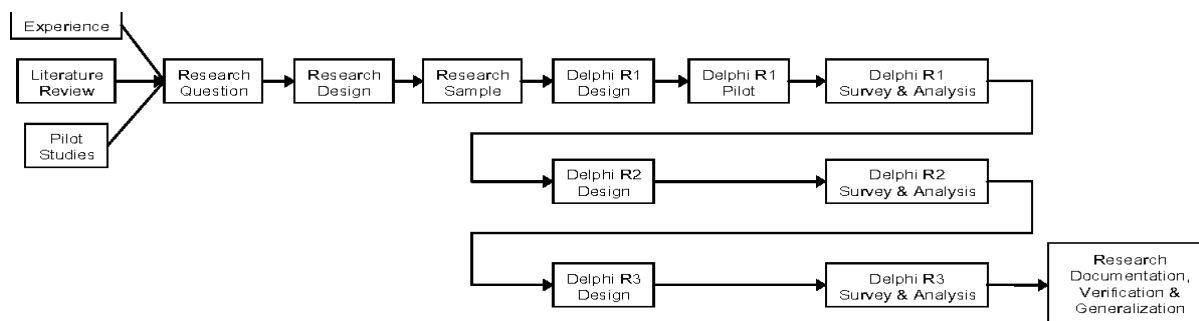 Experience
Literature
Review
Pilot
Studies
Research
Question
Research
Design
Research
Sample
Delphi R1
Design
Delphi R1
Pilot
Delphi R1
Survey & Analysis
Delphi R2
Design
Delphi R2
Survey & Analysis
Delphi R3
Design
Delphi R3
Survey & Analysis
Research
Documentation,
Verification &
Generalization